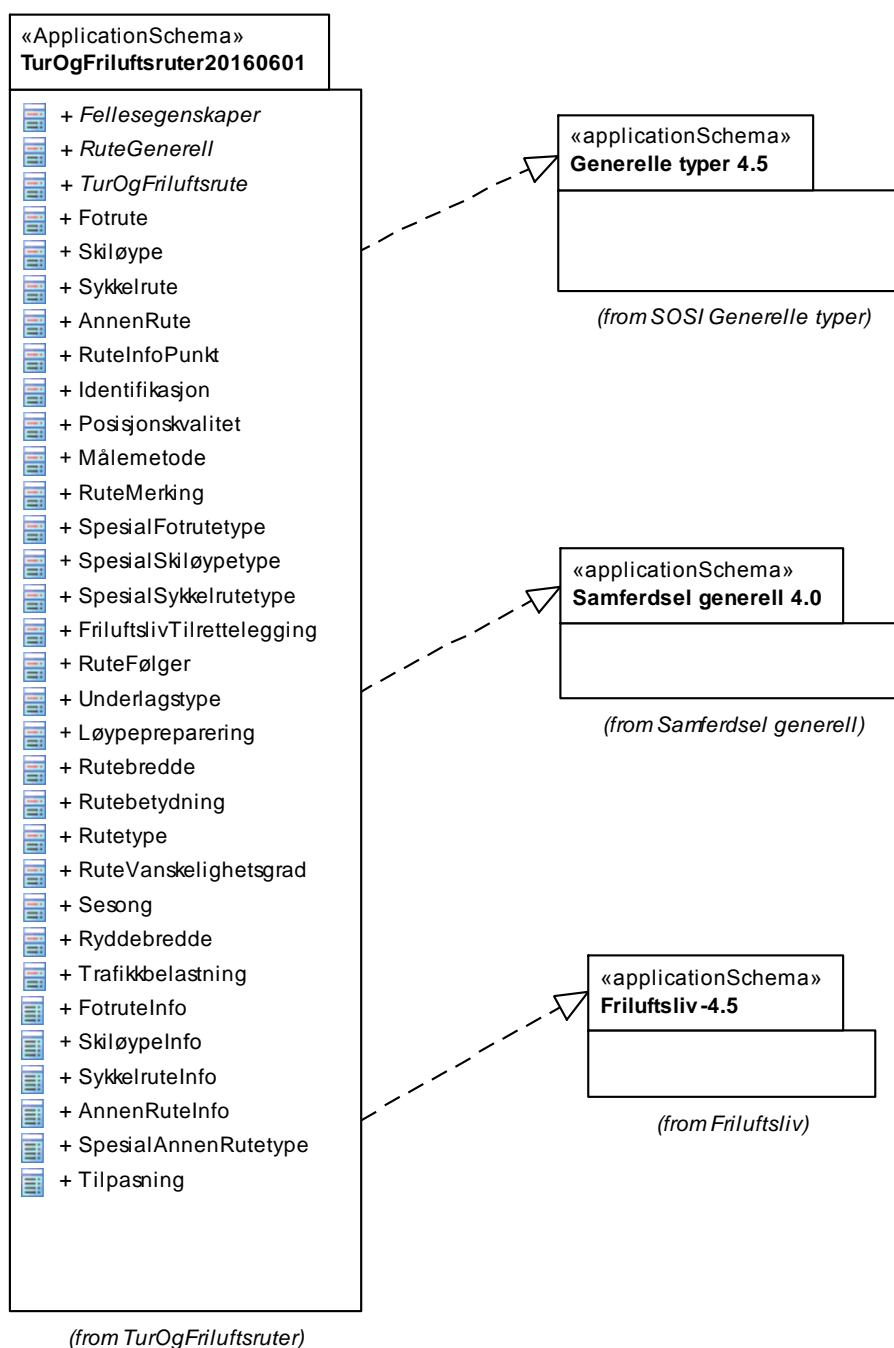 «ApplicationSchema»
TurOgFriluftsruter20160601
+ Fellesegenskaper
+ RuteGenerell
+ TurOgFriluftsrute
+ Fotrute
+ Skiløype
+ Sykkelrute
+ AnnenRute
+ RuteInfoPunkt
+ Identifikasjon
+ Posisjonskvalitet
+ Målemetode
+ RuteMerking
+ SpesialFotrutetype
+ SpesialSkiløypetype
+ SpesialSykkelrutetype
+ FriluftslivTilrettelegging
+ RuteFølger
+ Underlagstype
+ Løypepreparering
+ Rutebredde
+ Rutebetydning
+ Rutetype
+ RuteVanskelighetsgrad
+ Sesong
+ Ryddebredde
+ Trafikkbelastning
+ FotruteInfo
+ SkiløypeInfo
+ SykkelruteInfo
+ AnnenRuteInfo
+ SpesialAnnenRutetype
+ Tilpasning
(from TurOgFriluftsruter)
«applicationSchema»
Generelle typer 4.5
(from SOSI Generelle typer)
«applicationSchema»
Samferdsel generell 4.0
(from Samferdsel generell)
«applicationSchema»
Friluftsliv-4.5
(from Friluftsliv)